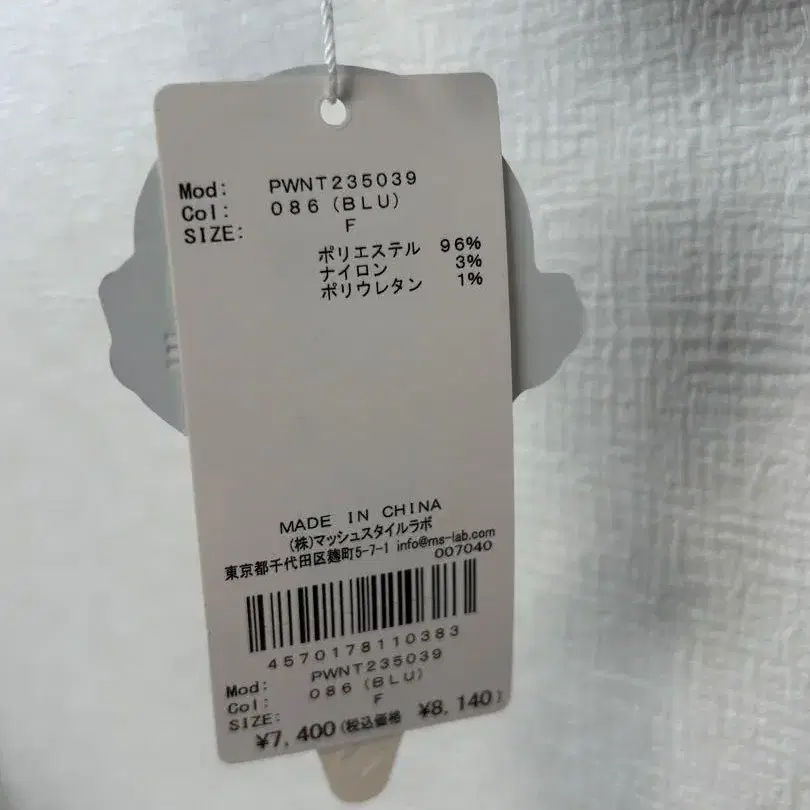 Mod: PWNT235039
Col: 086 (BLU)
SIZE: F
ポリエステル 96%
ナイロン 3%
ポリウレタン 1%
MADE IN CHINA
(株)マッシュスタイルラボ
東京都千代田区麹町5-7-1 info@ms-lab.com
007040
4570178110383
Mod: PWNT235039
Col: 086 (BLU)
SIZE: F
¥7,400(税込価格 ¥8,140)